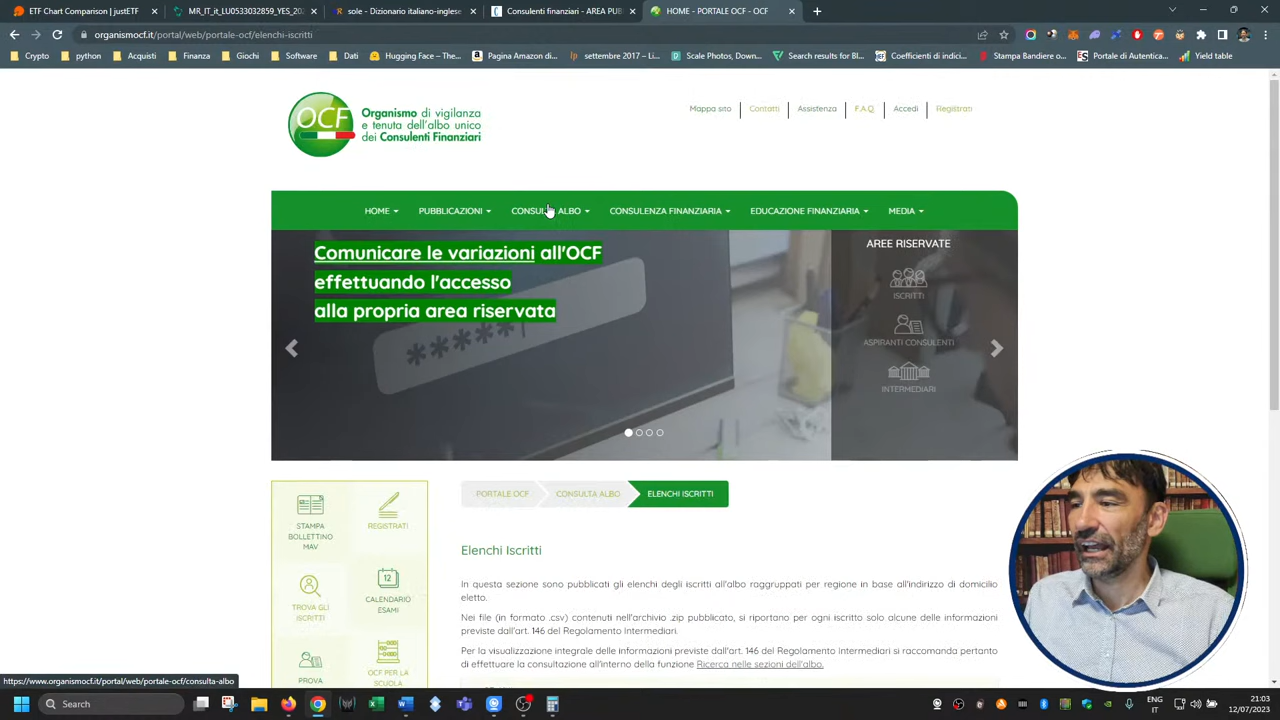 ETF Chart Comparison | justETF
MR_IT_it_LU0533032859_YES_202
role - Dizionario italiano-inglese
Consulenti finanziari - AREA PUB
HOME - PORTALE OCF - OCF
organismocf.it/portal/web/portale-ocf/elenchi-iscritti
Crypto
python
Acquisti
Finanze
Giochi
Software
Dati
Hugging Face – The...
Pagina Amazon di...
settembre 2017 – Li...
Scale Photos, Dom...
Search results for Bl...
Coefficienti di indici...
Stampa Bandiere o...
Portale di Autentica...
Yield table
OCF
Organismo di vigilanza
e tenuta dell'albo unico
dei Consulenti Finanziari
Mappa sito
Contatti
Assistenza
F.A.Q.
Accedi
Registrati
HOME
PUBBLICAZIONI
CONSULTA ALBO
CONSULENZA FINANZIARIA
EDUCAZIONE FINANZIARIA
MEDIA
Comunicare le variazioni all'OCF
effettuando l'accesso
alla propria area riservata
****
AREE RISERVATE
ISCRITTI
ASPIRANTI CONSULENTI
INTERMEDIARI
PORTALE OCF
CONSULTA ALBO
ELENCHI ISCRITTI
STAMPA
BOLLETTINO
MAV
REGISTRATI
12
TROVA GLI
ISCRITTI
CALENDARIO
ESAMI
PROVA
OCF PER LA
SCUOLA
Elenchi Iscritti
In questa sezione sono pubblicati gli elenchi degli iscritti all'albo raggruppati per regione in base all'indirizzo di domicilio
eletto.
Nei file (in formato .csv) contenuti nell'archivio .zip pubblicato, si riportano per ogni iscritto solo alcune delle informazioni
previste dall'art. 146 del Regolamento Intermediari.
Per la visualizzazione integrale delle informazioni previste dall'art. 146 del Regolamento intermediari si raccomanda pertanto
di effettuare la consultazione all'interno della funzione Ricerca nelle sezioni dell'albo.
https://www.organismocf.it/portal/web/portale-ocf/consulta-albo
Search
ENG
IT
21:03
12/07/2023